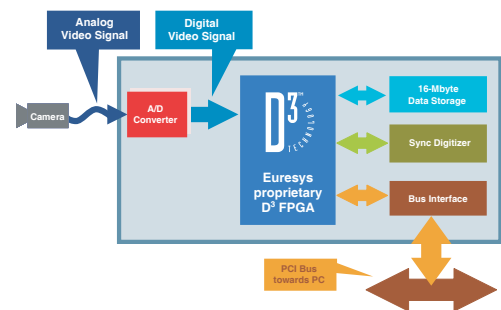 Analog
Video Signal
Digital
Video Signal
Camera
A/D
Converter
D3™
TECHNOLOGY
Euresys
proprietary
D3 FPGA
16-Mbyte
Data Storage
Sync Digitizer
Bus Interface
PCI Bus
towards PC